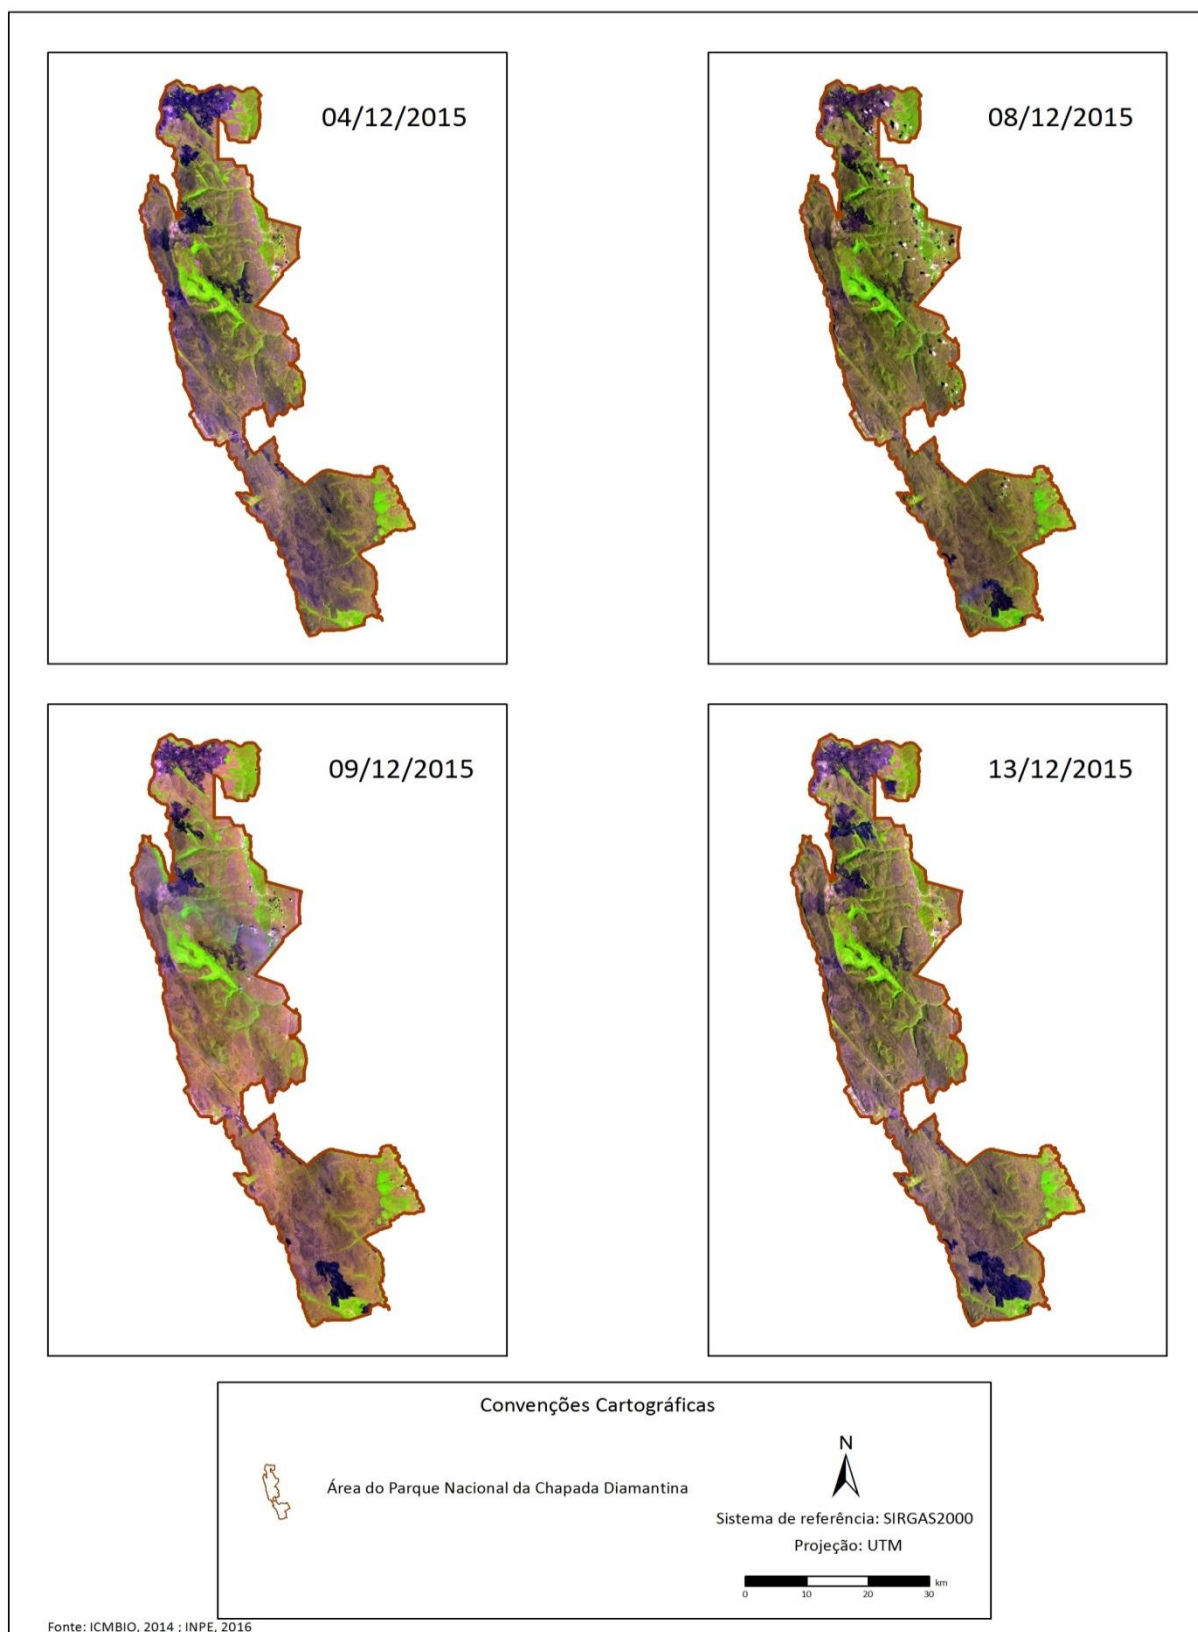 04/12/2015
08/12/2015
09/12/2015
13/12/2015
Convenções Cartográficas
Área do Parque Nacional da Chapada Diamantina
N
Sistema de referência: SIRGAS2000
Projeção: UTM
km
0 10 20 30
Fonte: ICMBIO, 2014 ; INPE, 2016